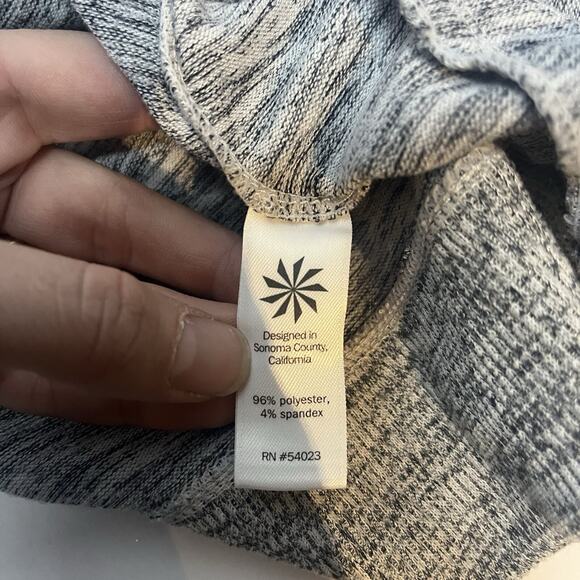 Designed in
Sonoma County,
California
96% polyester,
4% spandex
RN #54023